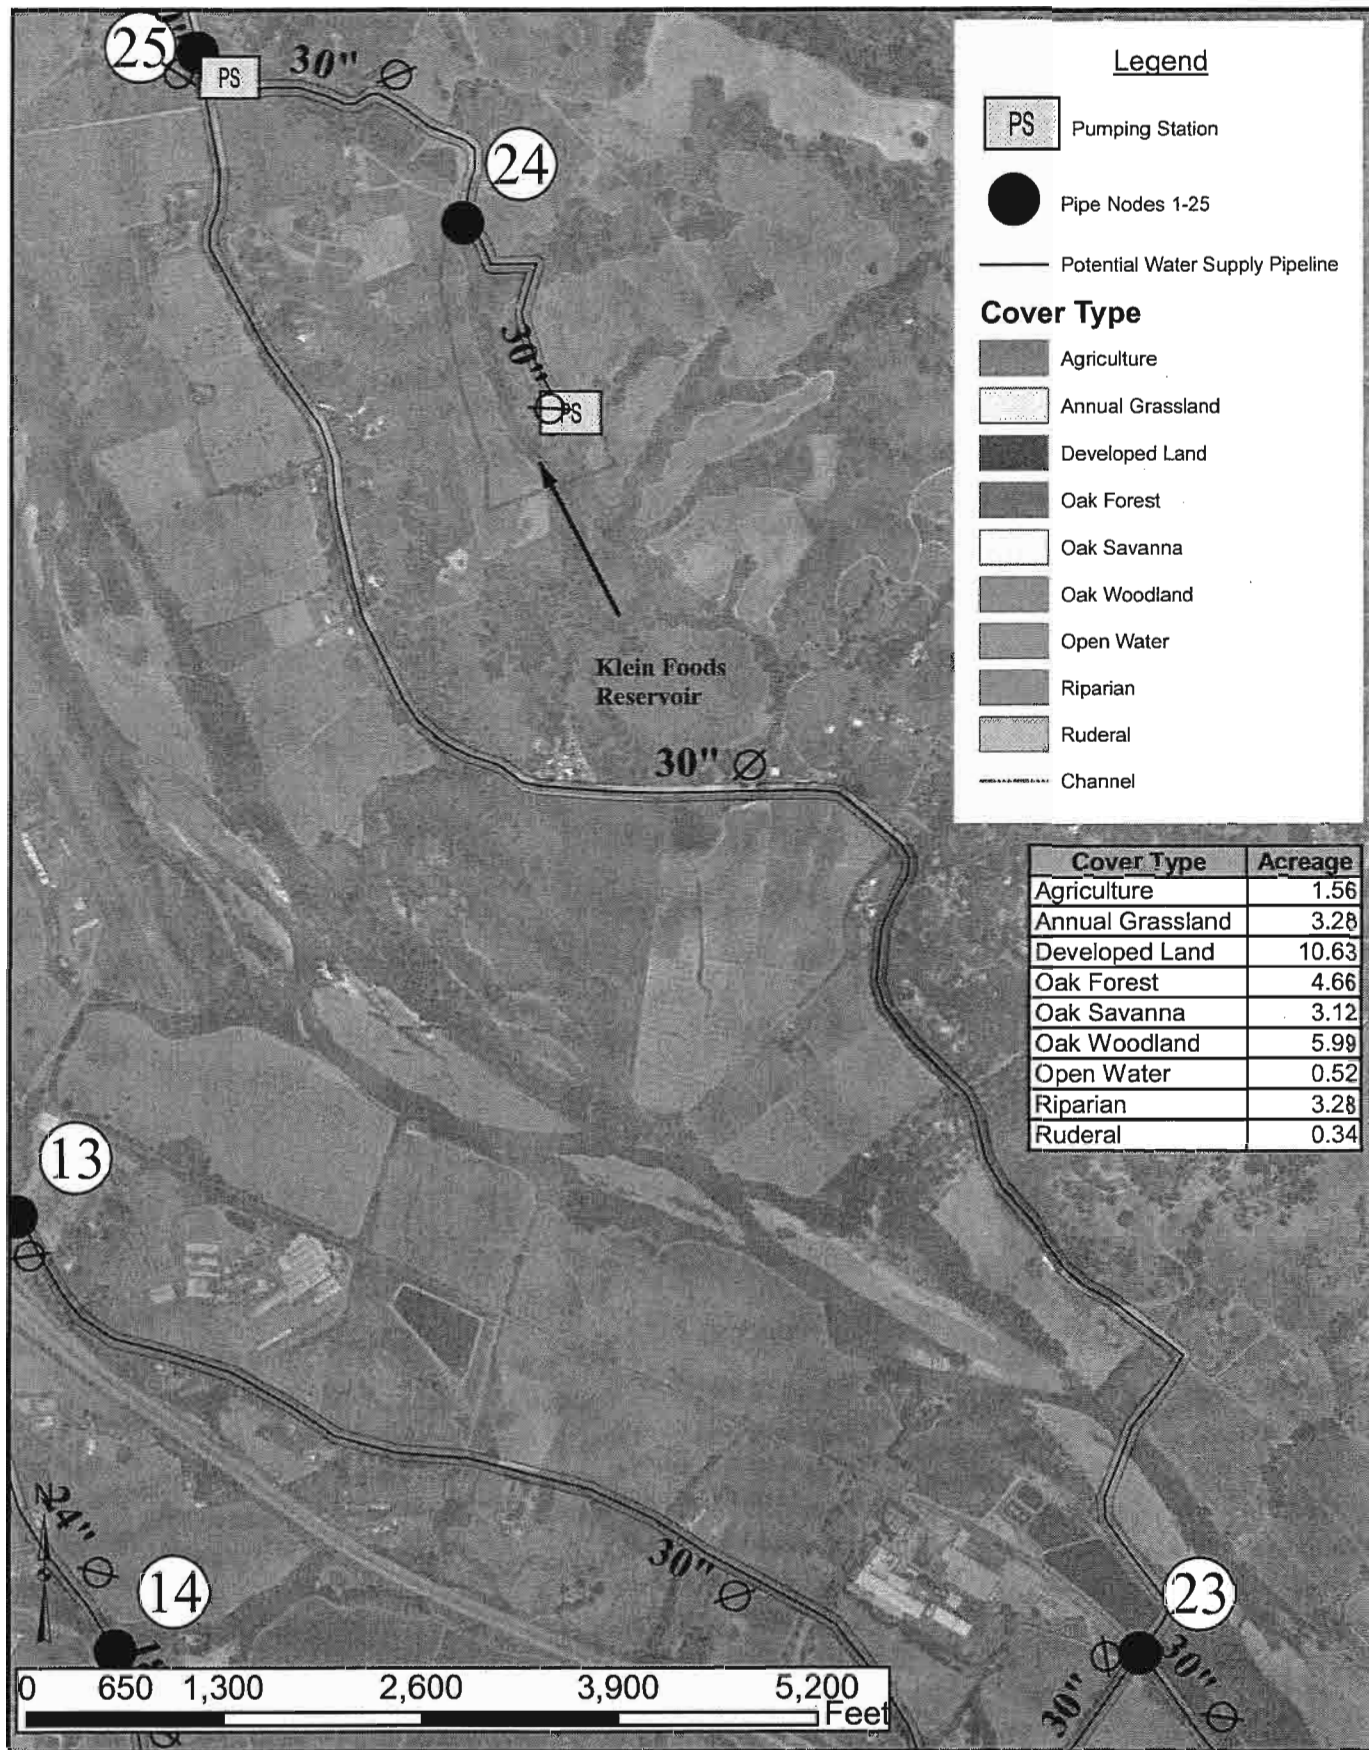 25
PS
30" Ø
24
30"
PS
Klein Foods
Reservoir
30" Ø
13
N
24" Ø
14
30" Ø
23
30" Ø
30" Ø
0 650 1,300 2,600 3,900 5,200
Feet
Legend
PS Pumping Station
Pipe Nodes 1-25
Potential Water Supply Pipeline
Cover Type
Agriculture
Annual Grassland
Developed Land
Oak Forest
Oak Savanna
Oak Woodland
Open Water
Riparian
Ruderal
Channel
Cover Type Acreage
Agriculture 1.56
Annual Grassland 3.28
Developed Land 10.63
Oak Forest 4.66
Oak Savanna 3.12
Oak Woodland 5.99
Open Water 0.52
Riparian 3.28
Ruderal 0.34